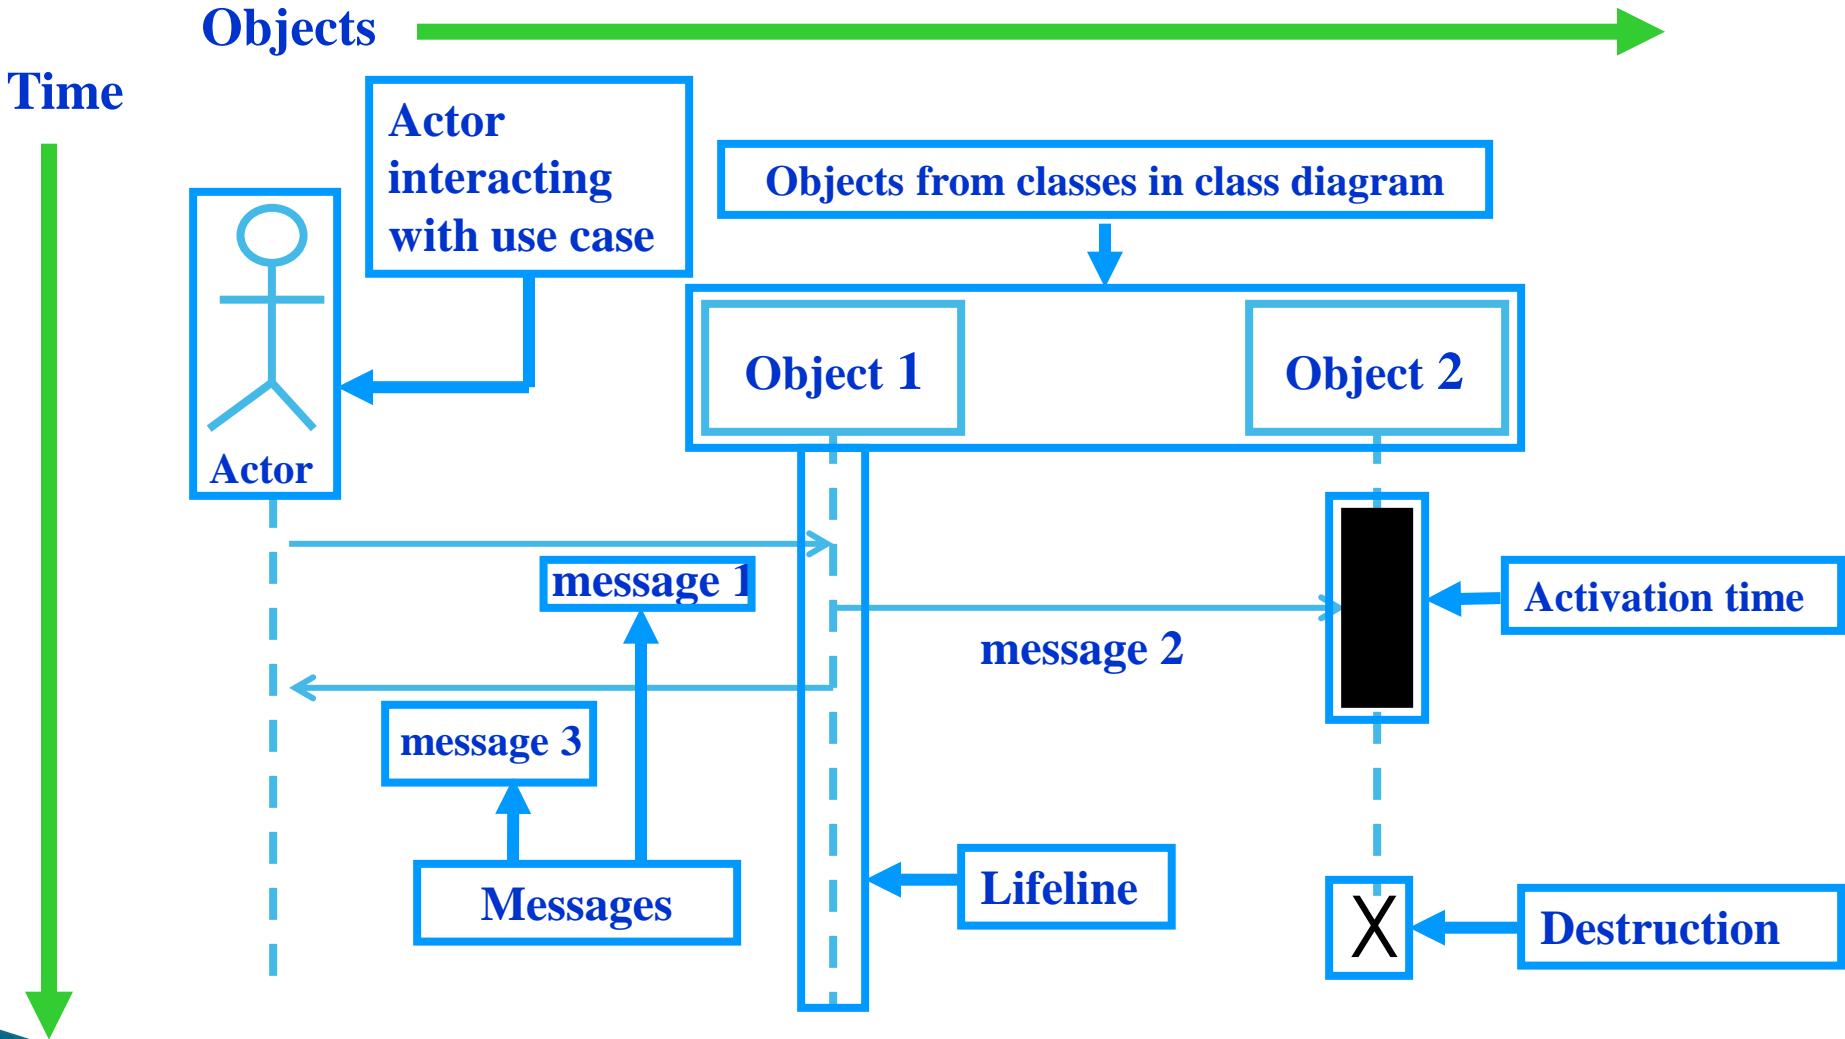 Objects
Time
Actor
interacting
with use case
Objects from classes in class diagram
Object 1
Object 2
Actor
message 1
Activation time
message 2
message 3
Lifeline
Messages
X
Destruction